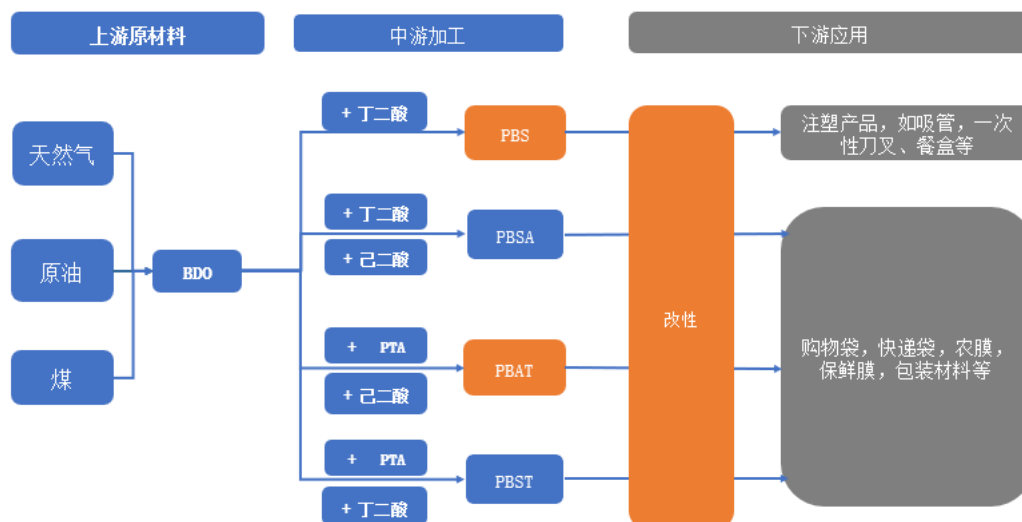 上游原材料
中游加工
下游应用
天然气
原油
煤
BDO
+ 丁二酸
PBS
+ 丁二酸
+ 己二酸
PBSA
+ PTA
+ 己二酸
PBAT
+ PTA
+ 丁二酸
PBST
改性
注塑产品，如吸管，一次
性刀叉、餐盒等
购物袋，快递袋，农膜，
保鲜膜，包装材料等